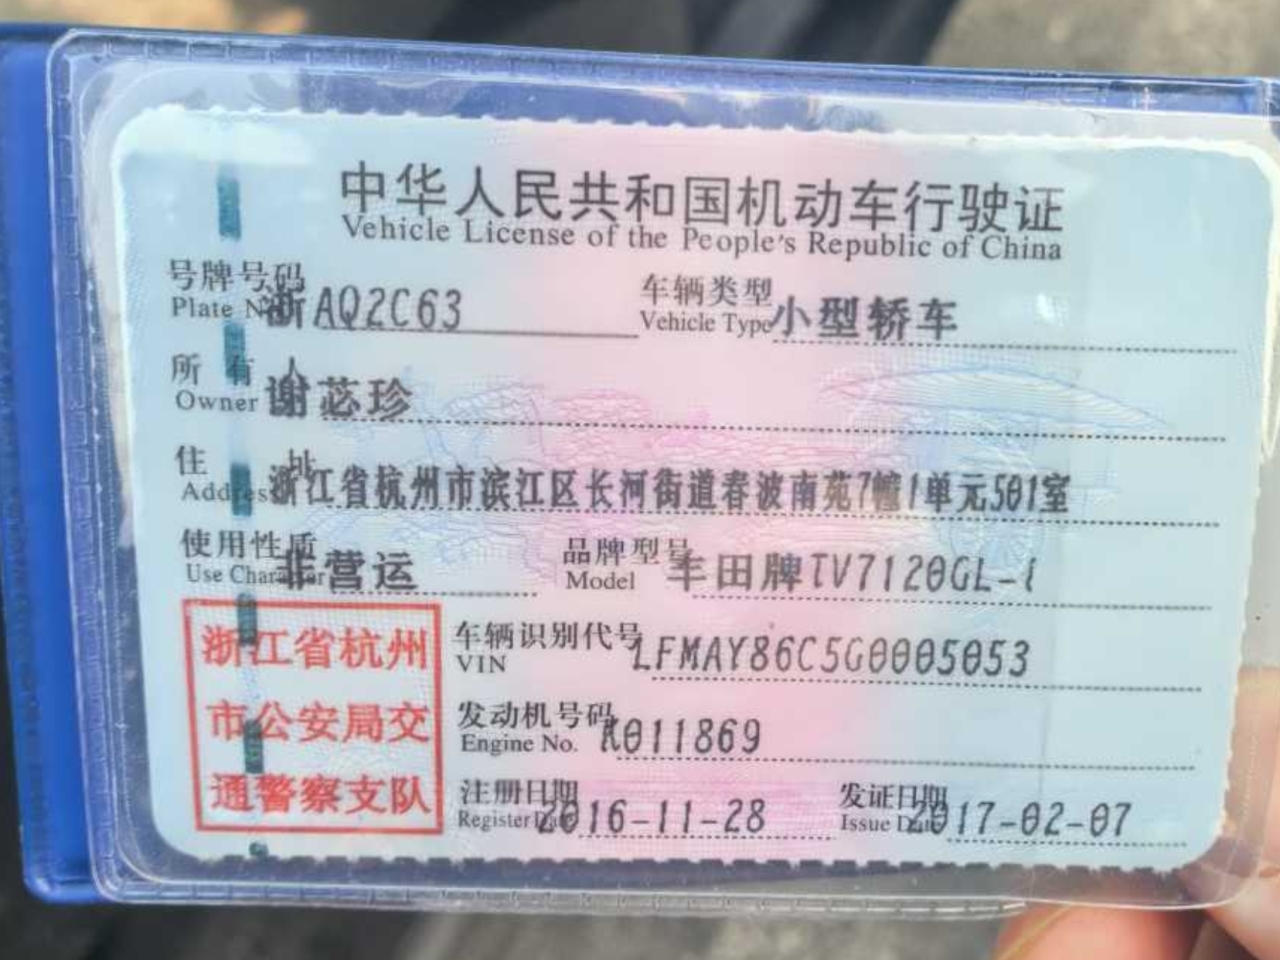 中华人民共和国机动车行驶证
Vehicle License of the People's Republic of China
号牌号码 浙AQ2C63 车辆类型 小型轿车
Plate No. Vehicle Type
所有人 谢苾珍
Owner
住址 浙江省杭州市滨江区长河街道春波南苑7幢1单元501室
Address
使用性质 非营运 品牌型号 丰田牌TV7120GL-i
Use Character Model
浙江省杭州
市公安局交
通警察支队
车辆识别代号 LFMAY86C5G0005053
VIN
发动机号码 K011869
Engine No.
注册日期 2016-11-28 发证日期 2017-02-07
Register Date Issue Date